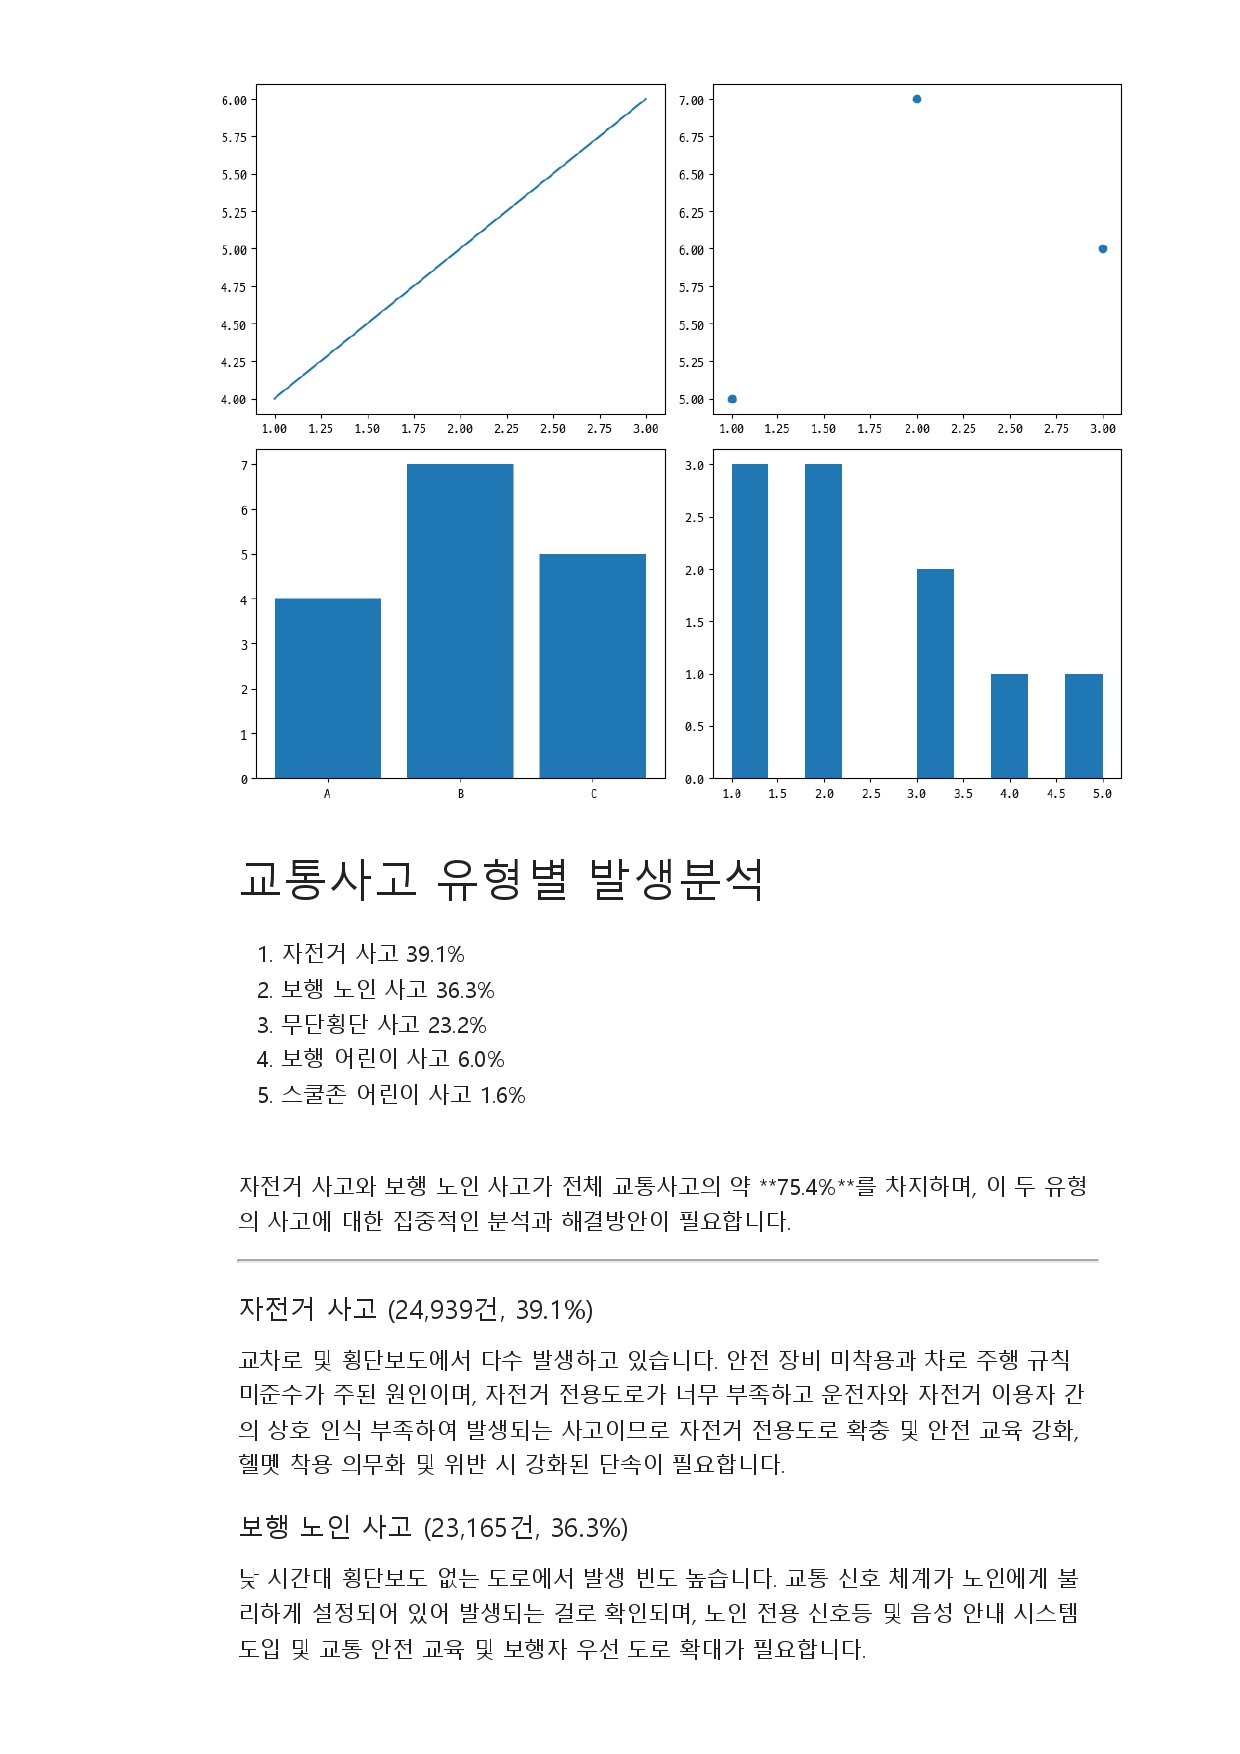 6.00
5.75
5.50
5.25
5.00
4.75
4.50
4.25
4.00
1.00 1.25 1.50 1.75 2.00 2.25 2.50 2.75 3.00
7.00
6.75
6.50
6.25
6.00
5.75
5.50
5.25
5.00
1.00 1.25 1.50 1.75 2.00 2.25 2.50 2.75 3.00
7
6
5
4
3
2
1
0
A B C
3.0
2.5
2.0
1.5
1.0
0.5
0.0
1.0 1.5 2.0 2.5 3.0 3.5 4.0 4.5 5.0
교통사고 유형별 발생분석
1. 자전거 사고 39.1%
2. 보행 노인 사고 36.3%
3. 무단횡단 사고 23.2%
4. 보행 어린이 사고 6.0%
5. 스쿨존 어린이 사고 1.6%
자전거 사고와 보행 노인 사고가 전체 교통사고의 약 **75.4%**를 차지하며, 이 두 유형
의 사고에 대한 집중적인 분석과 해결방안이 필요합니다.
자전거 사고 (24,939건, 39.1%)
교차로 및 횡단보도에서 다수 발생하고 있습니다. 안전 장비 미착용과 차로 주행 규칙
미준수가 주된 원인이며, 자전거 전용도로가 너무 부족하고 운전자와 자전거 이용자 간
의 상호 인식 부족하여 발생되는 사고이므로 자전거 전용도로 확충 및 안전 교육 강화,
헬멧 착용 의무화 및 위반 시 강화된 단속이 필요합니다.
보행 노인 사고 (23,165건, 36.3%)
낮 시간대 횡단보도 없는 도로에서 발생 빈도 높습니다. 교통 신호 체계가 노인에게 불
리하게 설정되어 있어 발생되는 걸로 확인되며, 노인 전용 신호등 및 음성 안내 시스템
도입 및 교통 안전 교육 및 보행자 우선 도로 확대가 필요합니다.